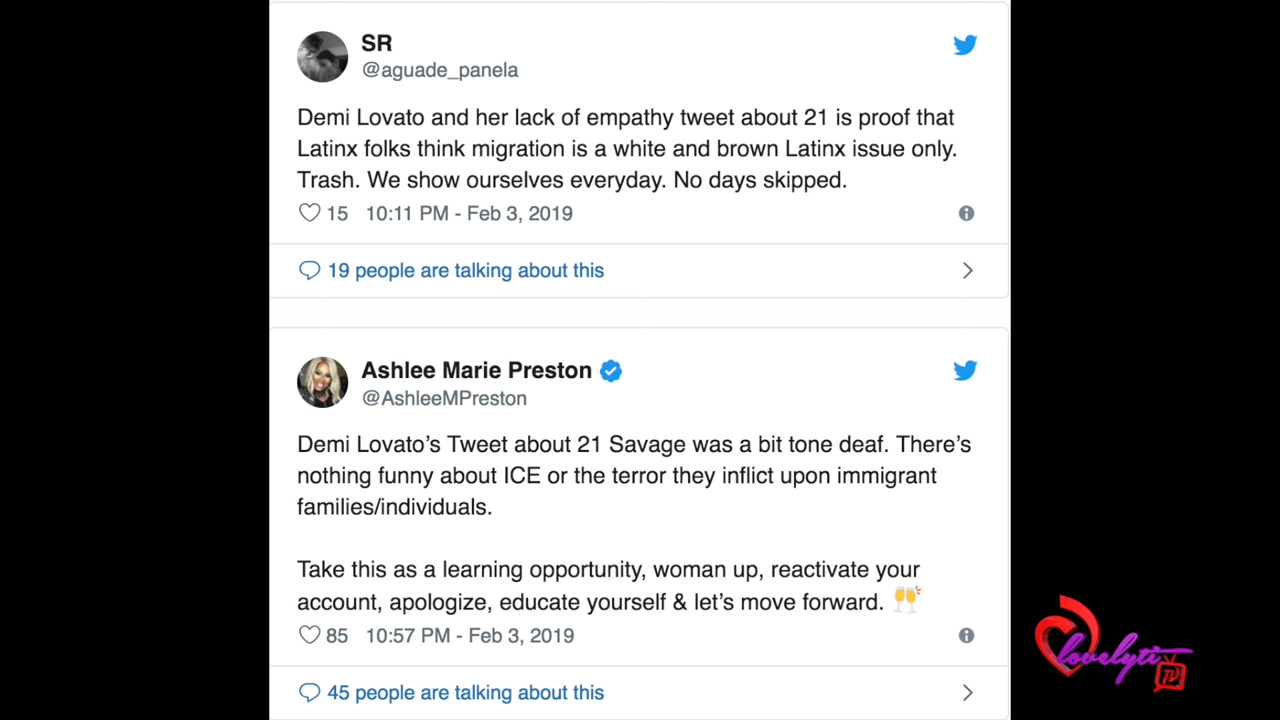 SR
@aguade_panela
Demi Lovato and her lack of empathy tweet about 21 is proof that
Latinx folks think migration is a white and brown Latinx issue only.
Trash. We show ourselves everyday. No days skipped.
15 10:11 PM - Feb 3, 2019
19 people are talking about this
Ashlee Marie Preston
@AshleeMPreston
Demi Lovato’s Tweet about 21 Savage was a bit tone deaf. There’s
nothing funny about ICE or the terror they inflict upon immigrant
families/individuals.
Take this as a learning opportunity, woman up, reactivate your
account, apologize, educate yourself & let’s move forward. 🥂
85 10:57 PM - Feb 3, 2019
45 people are talking about this
lovelyti
TV